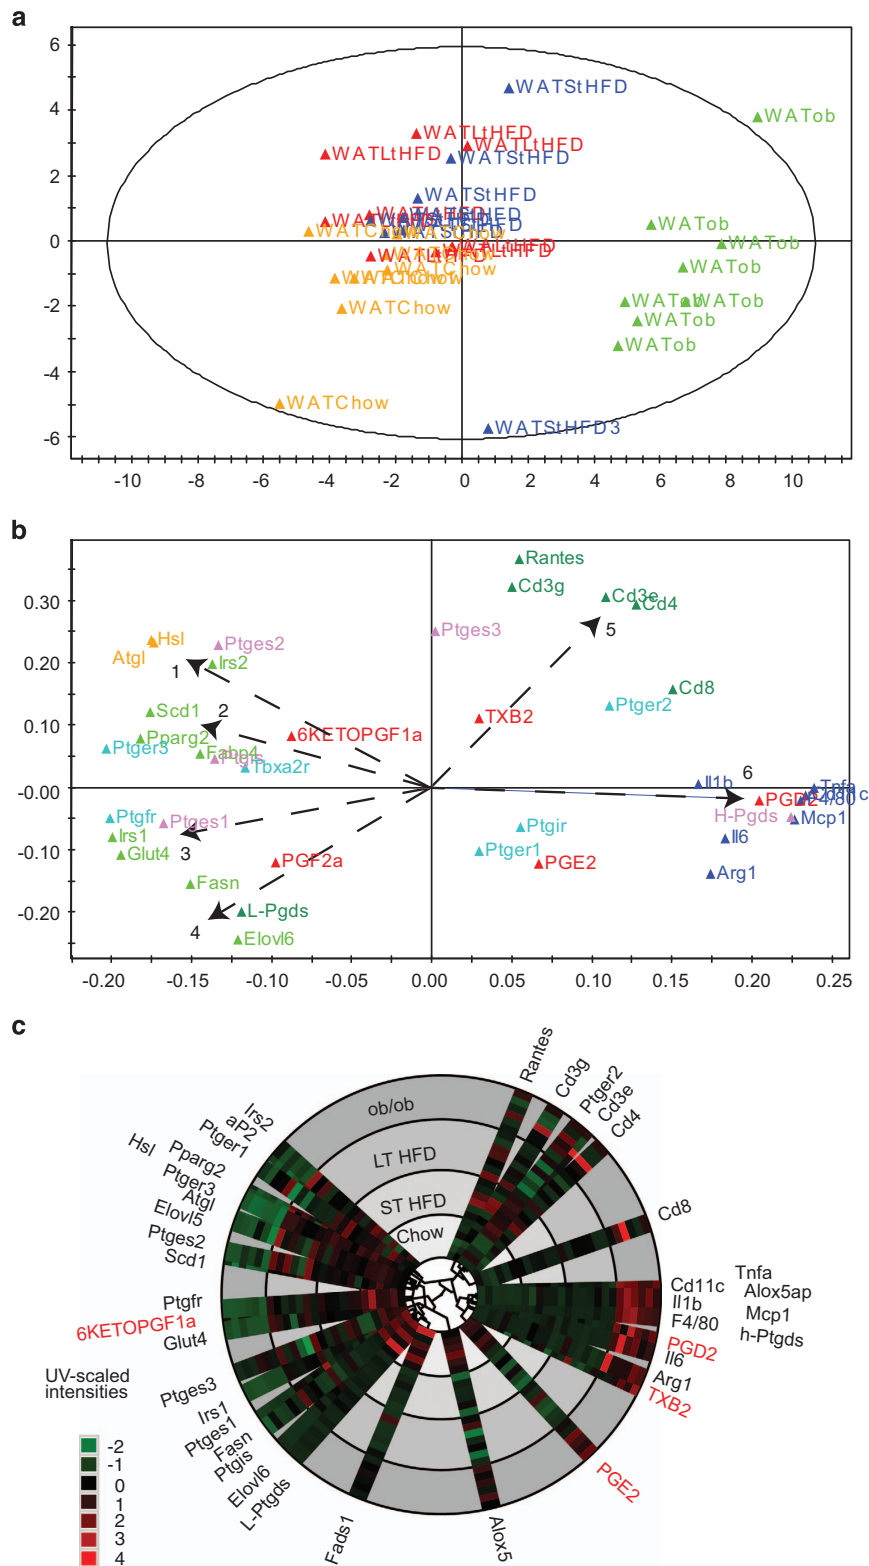 a
6
WATStHFD
WATob
4
WATLtHFD
WATLtHFD
WATLtHFD
WATStHFD
2
WATStHFD
WATob
0
WATob
WATob
WATChow
WATob
WATob
-2
WATChow
WATob
WATob
-4
WATChow
WATStHFD3
-6
-10 -8 -6 -4 -2 0 2 4 6 8 10
b
Rantes
Cd3g
0.30
Cd3e
Cd4
5
Ptges3
Hsl
Ptges2
Atgl
Irs2
0.20
1
Cd8
Scd1
2
Ptger2
TXB2
0.10
6KETOPGF1a
Pparg2
Ptger3
Fabp4
Tbxa2r
6
Il1b
Tnfa
-0.00
PGD2
F4/80
Ptgfr
Ptges1
H-Pgds
Mcp1
Irs1
Ptgir
Il6
3
Glut4
Ptger1
-0.10
PGF2a
PGE2
Arg1
Fasn
L-Pgds
-0.20
4
Elovl6
-0.20 -0.15 -0.10 -0.05 0.00 0.05 0.10 0.15 0.20 0.25
c
Rantes
Cd3g
Ptger2
Cd3e
Cd4
Irs2
aP2
Ptger1
Pparg2
Hsl
Ptger3
Atgl
Elovl5
Ptges2
Scd1
ob/ob
LT HFD
ST HFD
Chow
Cd8
Tnfa
Cd11c
Alox5ap
Il1b
Mcp1
F4/80
h-Ptgds
PGD2
Il6
Arg1
TXB2
Ptgfr
6KETOPGF1a
Glut4
UV-scaled
intensities
Ptges3
Irs1
Ptges1
Fasn
Ptgis
Elovl6
L-Ptgds
PGE2
Fads1
Alox5
-2
-1
0
1
2
3
4